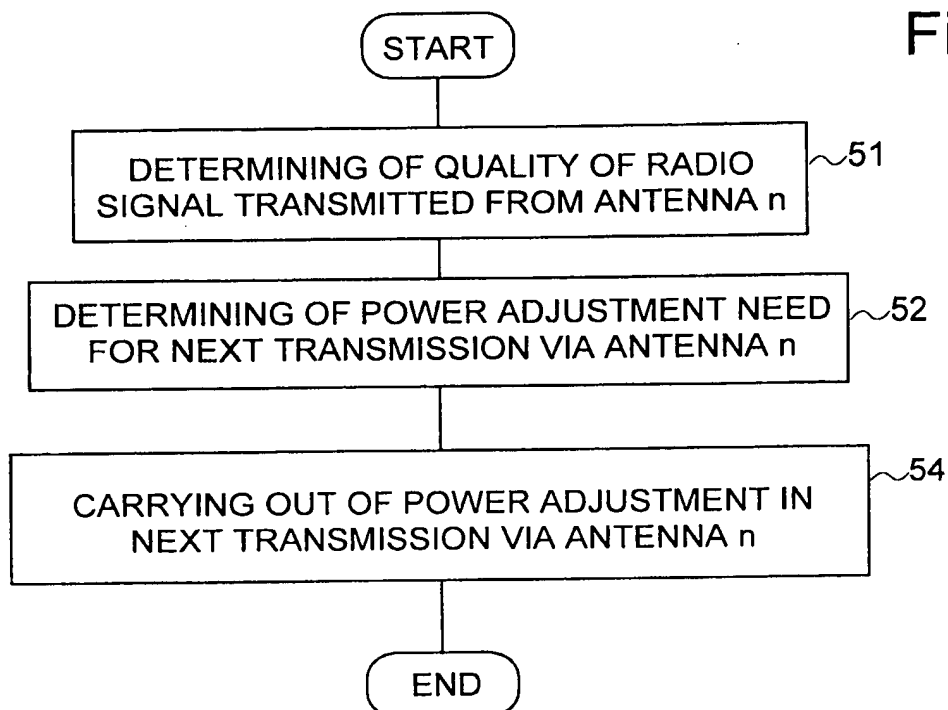 Fi
START
DETERMINING OF QUALITY OF RADIO
SIGNAL TRANSMITTED FROM ANTENNA n
51
DETERMINING OF POWER ADJUSTMENT NEED
FOR NEXT TRANSMISSION VIA ANTENNA n
52
CARRYING OUT OF POWER ADJUSTMENT IN
NEXT TRANSMISSION VIA ANTENNA n
54
END